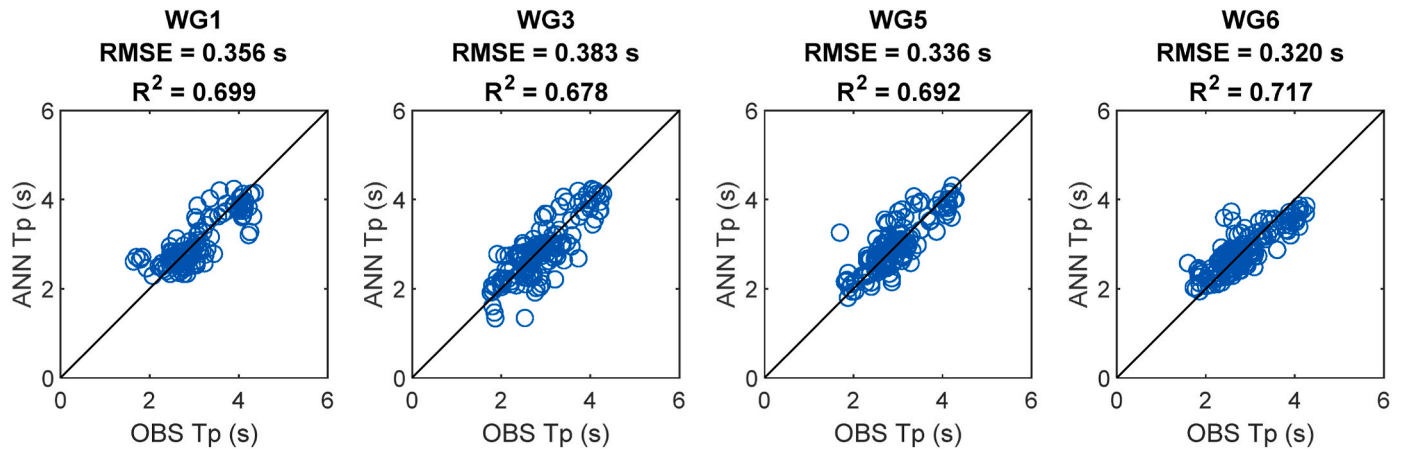 WG1
RMSE = 0.356 s
R² = 0.699
6
4
2
0
ANN Tp (s)
0 2 4 6
OBS Tp (s)
WG3
RMSE = 0.383 s
R² = 0.678
6
4
2
0
ANN Tp (s)
0 2 4 6
OBS Tp (s)
WG5
RMSE = 0.336 s
R² = 0.692
6
4
2
0
ANN Tp (s)
0 2 4 6
OBS Tp (s)
WG6
RMSE = 0.320 s
R² = 0.717
6
4
2
0
ANN Tp (s)
0 2 4 6
OBS Tp (s)